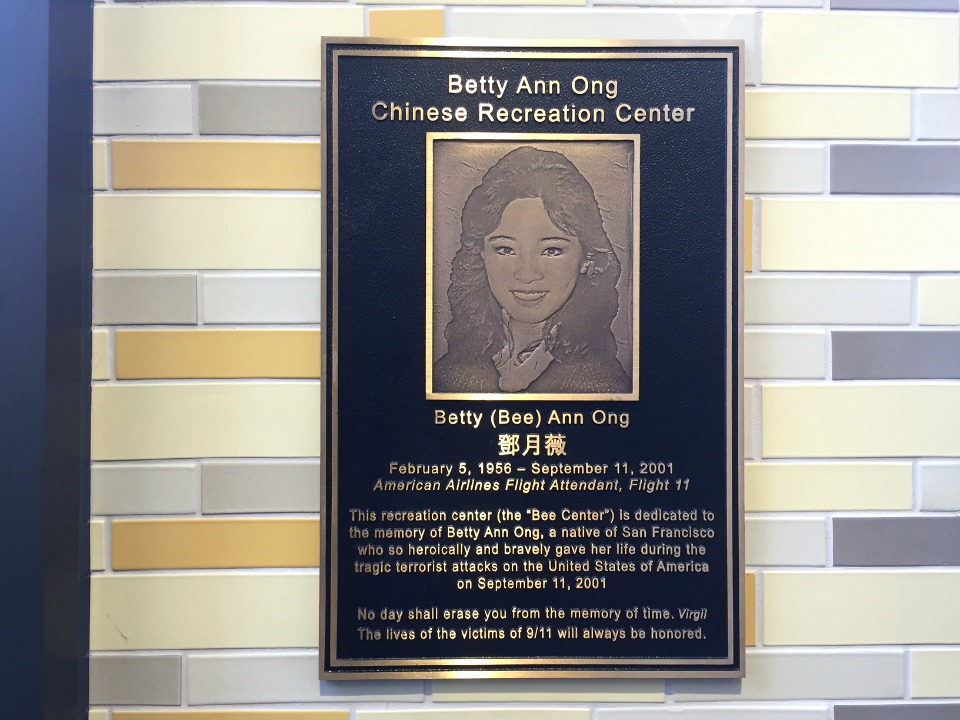 Betty Ann Ong
Chinese Recreation Center
Betty (Bee) Ann Ong
鄧月薇
February 5, 1956 – September 11, 2001
American Airlines Flight Attendant, Flight 11
This recreation center (the “Bee Center”) is dedicated to
the memory of Betty Ann Ong, a native of San Francisco
who so heroically and bravely gave her life during the
tragic terrorist attacks on the United States of America
on September 11, 2001
No day shall erase you from the memory of time. Virgil
The lives of the victims of 9/11 will always be honored.